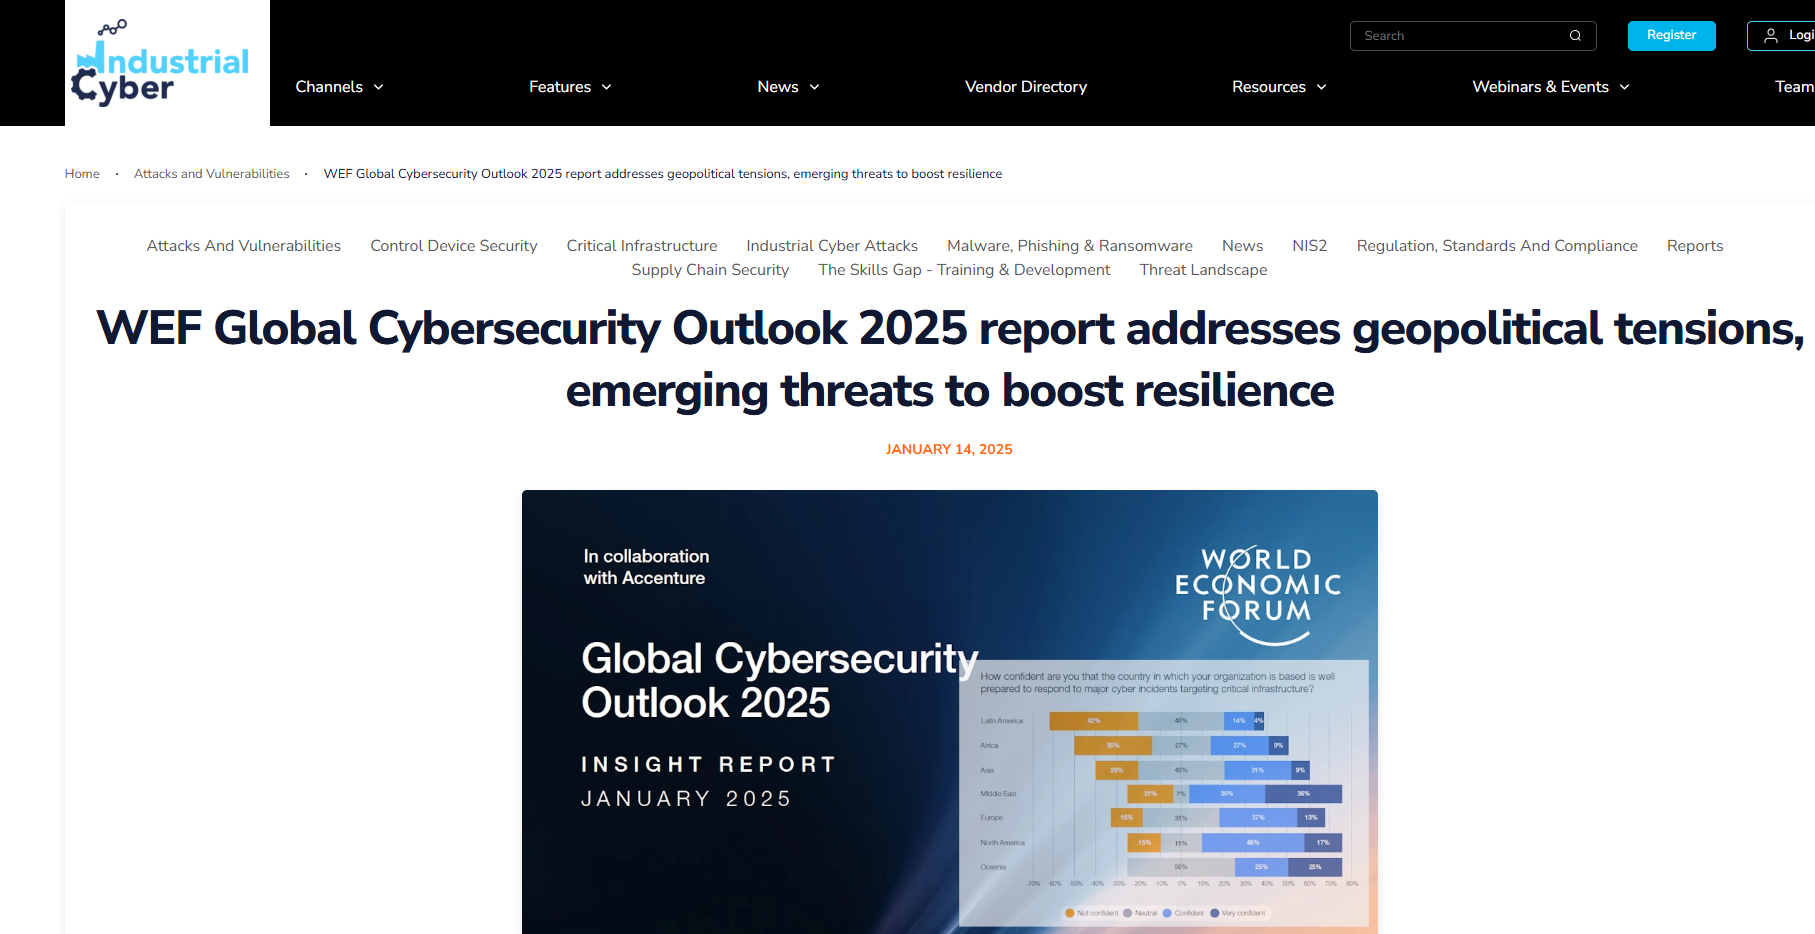 Industrial
Cyber
Search
Register
Logi
Channels
Features
News
Vendor Directory
Resources
Webinars & Events
Team
Home · Attacks and Vulnerabilities · WEF Global Cybersecurity Outlook 2025 report addresses geopolitical tensions, emerging threats to boost resilience
Attacks And Vulnerabilities Control Device Security Critical Infrastructure Industrial Cyber Attacks Malware, Phishing & Ransomware News NIS2 Regulation, Standards And Compliance Reports
Supply Chain Security The Skills Gap - Training & Development Threat Landscape
WEF Global Cybersecurity Outlook 2025 report addresses geopolitical tensions,
emerging threats to boost resilience
JANUARY 14, 2025
In collaboration
with Accenture
WORLD
ECONOMIC
FORUM
Global Cybersecurity
Outlook 2025
INSIGHT REPORT
JANUARY 2025
How confident are you that the country in which your organization is based is well
prepared to respond to major cyber incidents targeting critical infrastructure?
Latin America 42% 40% 14% 4%
Africa 36% 27% 27% 9%
Asia 20% 40% 31% 9%
Middle East 21% 7% 36% 36%
Europe 15% 35% 37% 13%
North America 15% 19% 48% 17%
Oceania 50% 25% 25%
-70% -60% -50% -40% -30% -20% -10% 0% 10% 20% 30% 40% 50% 60% 70% 80%
Not confident Neutral Confident Very confident